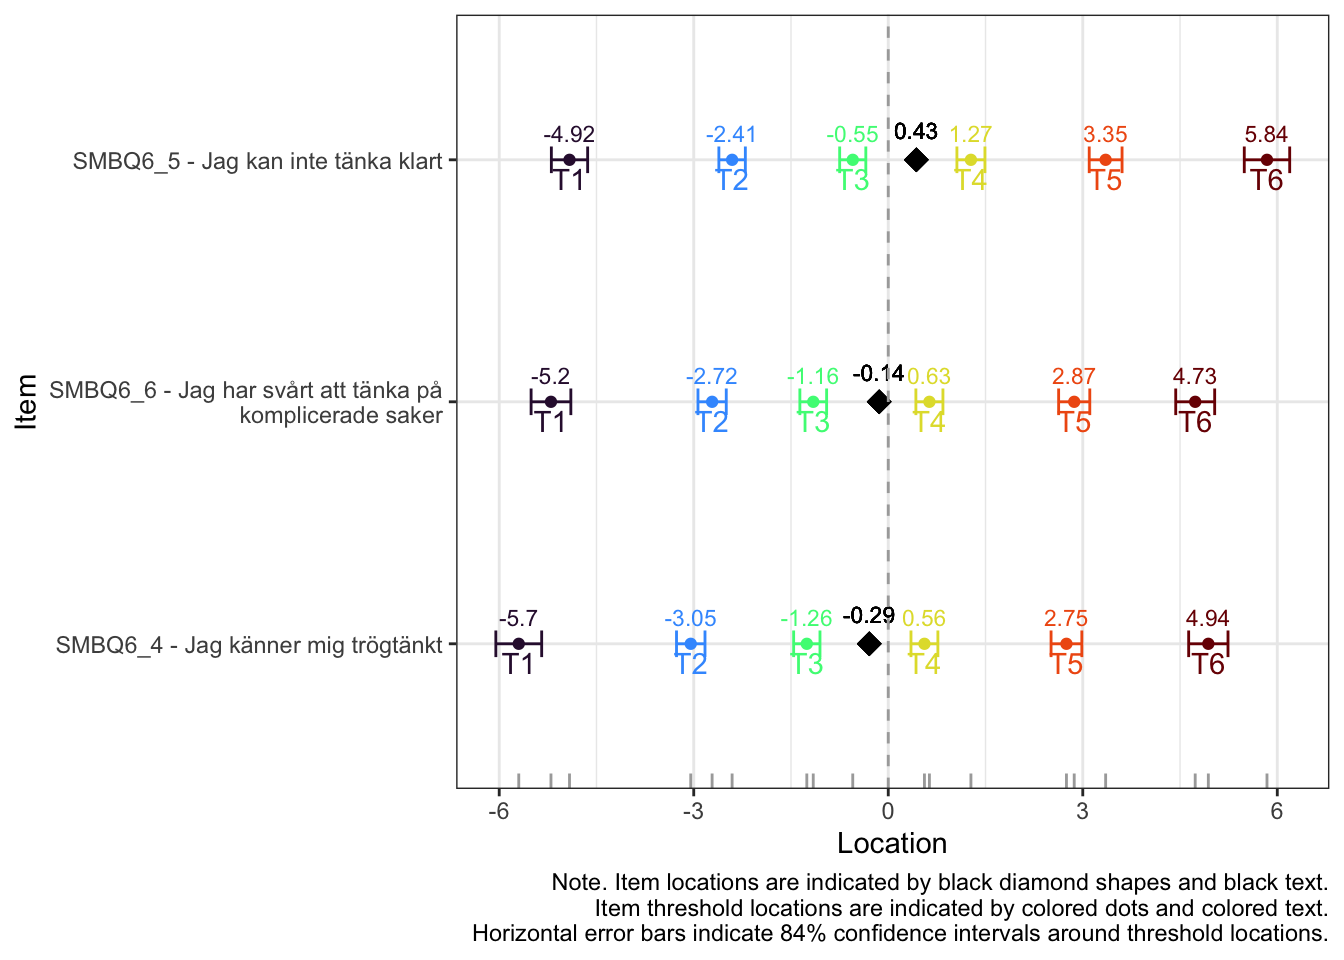 -4.92 -2.41 -0.55 0.43 1.27 3.35 5.84
SMBQ6_5 - Jag kan inte tänka klart
T1 T2 T3 T4 T5 T6
-5.2 -2.72 -1.16 -0.14 0.63 2.87 4.73
SMBQ6_6 - Jag har svårt att tänka på
komplicerade saker
T1 T2 T3 T4 T5 T6
Item
-5.7 -3.05 -1.26 -0.29 0.56 2.75 4.94
SMBQ6_4 - Jag känner mig trögtänkt
T1 T2 T3 T4 T5 T6
-6 -3 0 3 6
Location
Note. Item locations are indicated by black diamond shapes and black text.
Item threshold locations are indicated by colored dots and colored text.
Horizontal error bars indicate 84% confidence intervals around threshold locations.